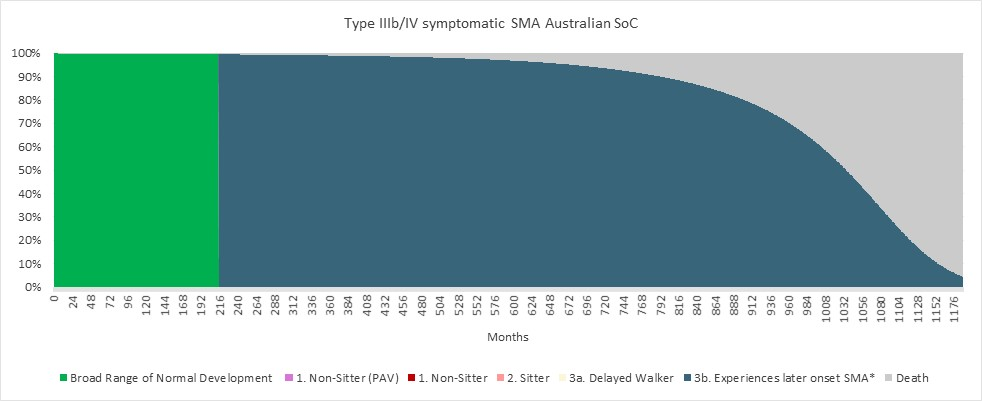 Type IIIb/IV symptomatic SMA Australian SoC
100%
90%
80%
70%
60%
50%
40%
30%
20%
10%
0%
0 24 48 72 96 120 144 168 192 216 240 264 288 312 336 360 384 408 432 456 480 504 528 552 576 600 624 648 672 696 720 744 768 792 816 840 864 888 912 936 960 984 1008 1032 1056 1080 1104 1128 1152 1176
Months
Broad Range of Normal Development 1. Non-Sitter (PAV) 1. Non-Sitter 2. Sitter 3a. Delayed Walker 3b. Experiences later onset SMA* Death